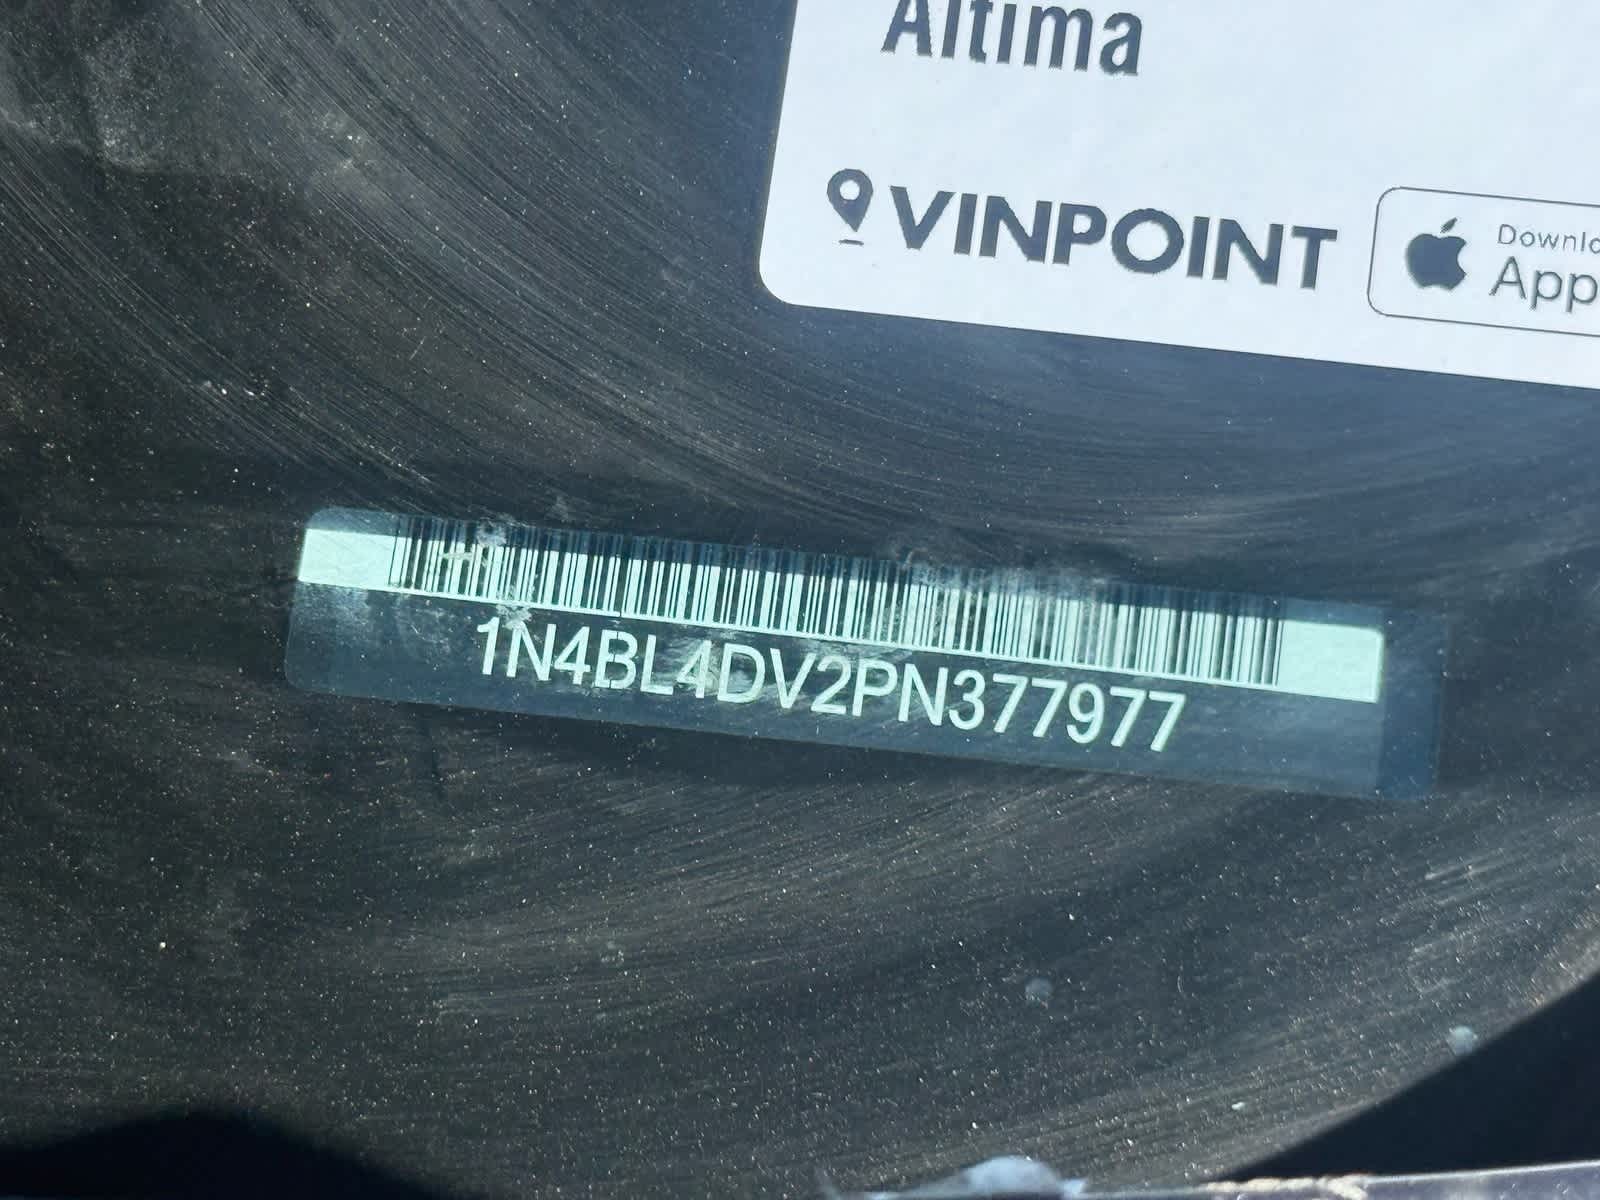 Altima
VINPOINT
Downlo
App
1N4BL4DV2PN377977